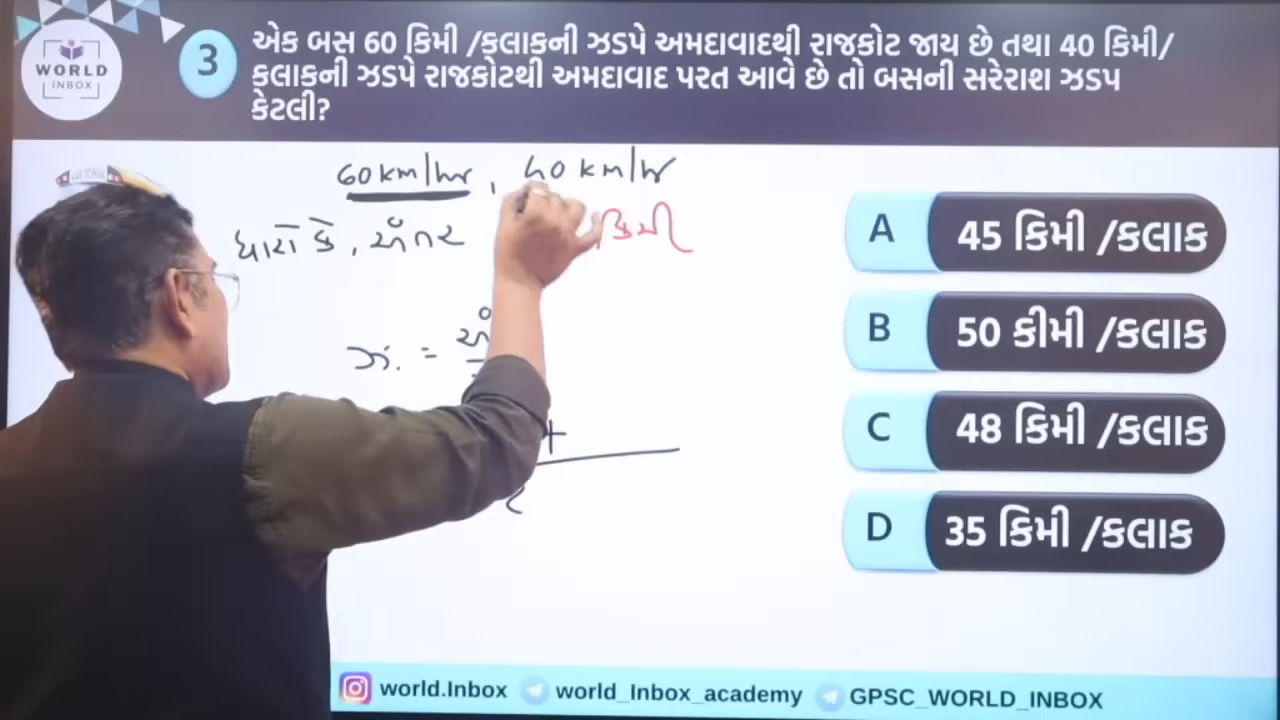 WORLD
INBOX
3
એક બસ 60 કિમી /કલાકની ઝડપે અમદાવાદથી રાજકોટ જાય છે તથા 40 કિમી/
કલાકની ઝડપે રાજકોટથી અમદાવાદ પરત આવે છે તો બસની સરેરાશ ઝડપ
કેટલી?
60 km/hr , 40 km/hr
ધારો કે, અંતર કિમી
ઝ. =
+
A 45 કિમી /કલાક
B 50 કીમી /કલાક
C 48 કિમી /કલાક
D 35 કિમી /કલાક
world.Inbox world_Inbox_academy GPSC_WORLD_INBOX